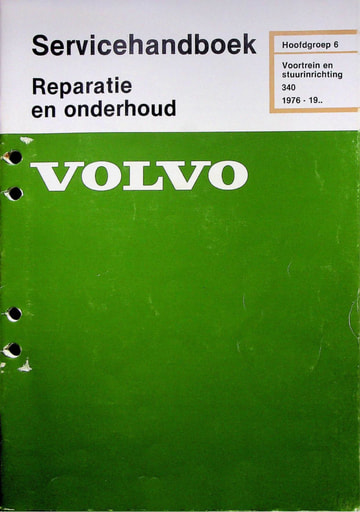 Servicehandboek
Reparatie
en onderhoud
Hoofdgroep 6
Voortrein en
stuurinrichting
340
1976 - 19..
VOLVO